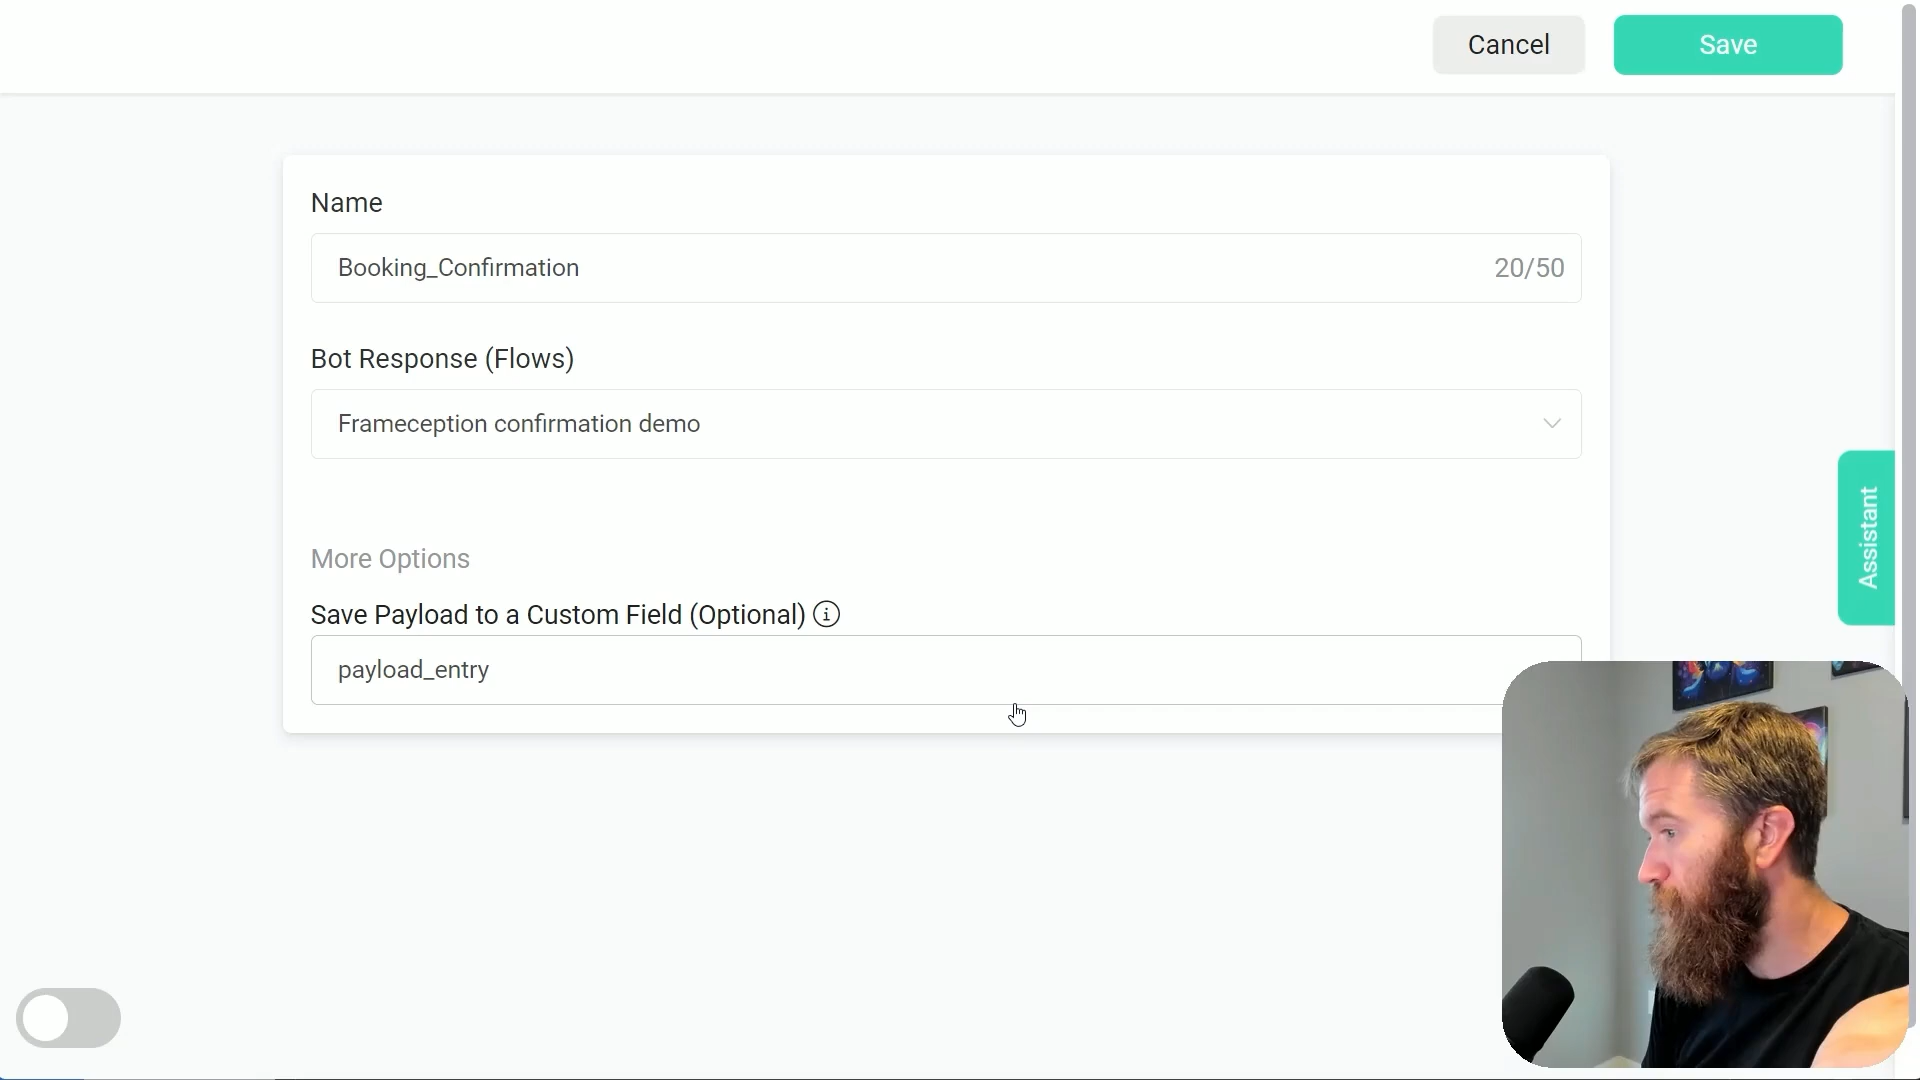 Cancel
Save
Name
Booking_Confirmation
20/50
Bot Response (Flows)
Frameception confirmation demo
Assistant
More Options
Save Payload to a Custom Field (Optional)
payload_entry